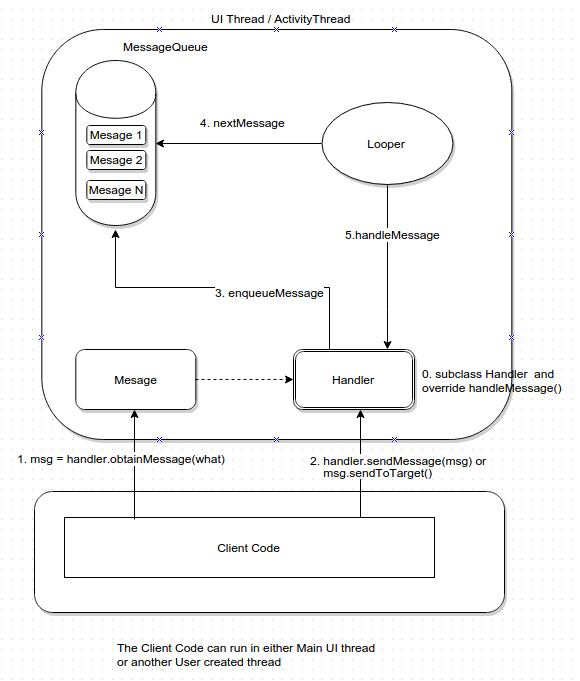 UI Thread / ActivityThread
MessageQueue
Mesage 1
Mesage 2
Mesage N
4. nextMessage
Looper
5.handleMessage
3. enqueueMessage
Mesage
Handler
0. subclass Handler and
override handleMessage()
1. msg = handler.obtainMessage(what)
2. handler.sendMessage(msg) or
msg.sendToTarget()
Client Code
The Client Code can run in either Main UI thread
or another User created thread